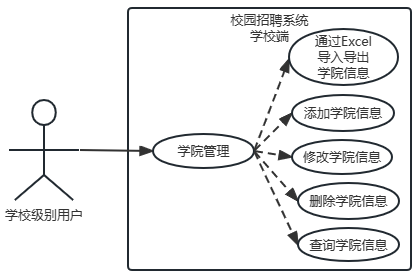 校园招聘系统
学校端
通过Excel
导入导出
学院信息
添加学院信息
学院管理
修改学院信息
删除学院信息
学校级别用户
查询学院信息